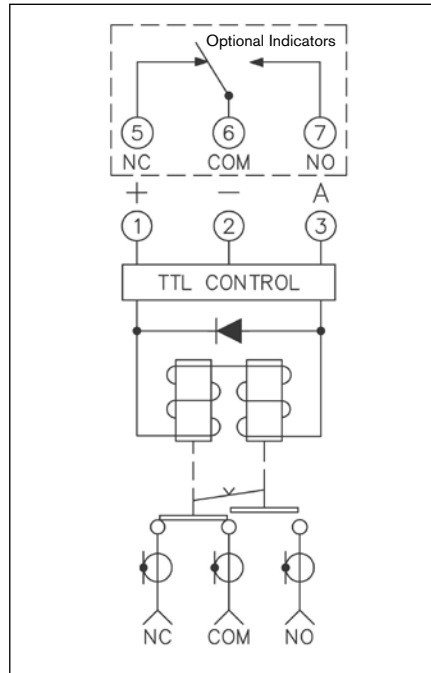 Optional Indicators
5 6 7
NC COM NO
+ − A
1 2 3
TTL CONTROL
NC COM NO